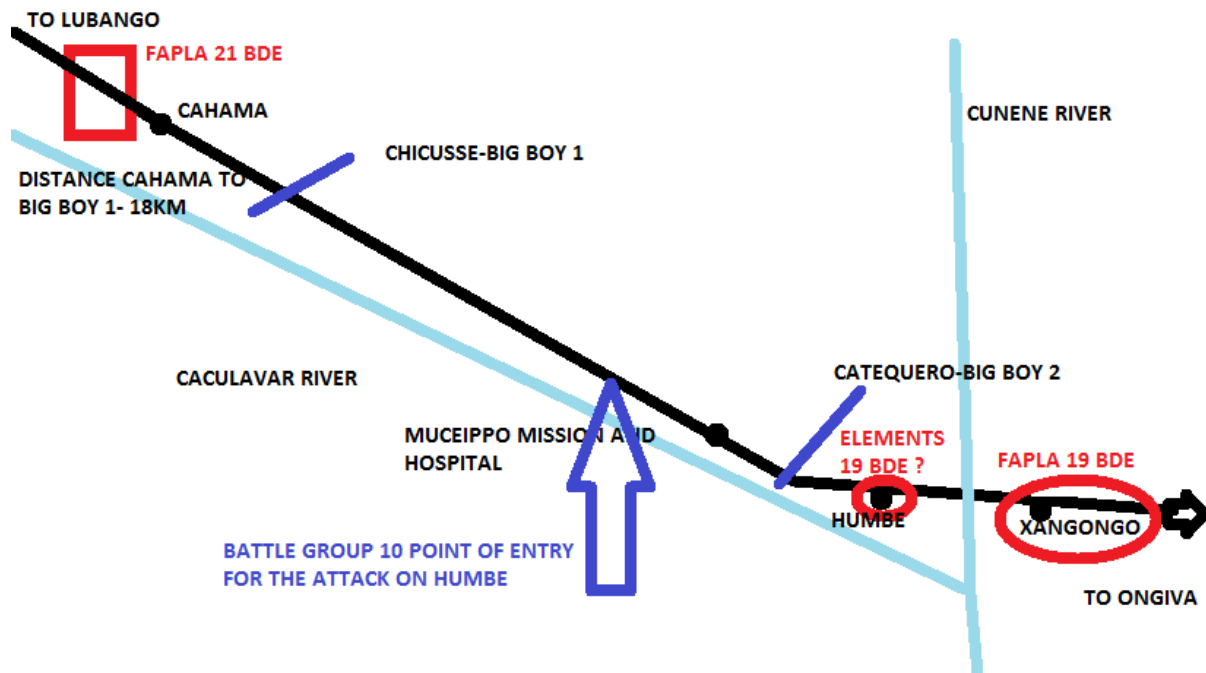 TO LUBANGO
FAPLA 21 BDE
CAHAMA
CUNENE RIVER
CHICUSSE-BIG BOY 1
DISTANCE CAHAMA TO
BIG BOY 1- 18KM
CACULAVAR RIVER
CATEQUERO-BIG BOY 2
MUCEIPPO MISSION AND
HOSPITAL
ELEMENTS
19 BDE ?
FAPLA 19 BDE
HUMBE
XANGONGO
BATTLE GROUP 10 POINT OF ENTRY
FOR THE ATTACK ON HUMBE
TO ONGIVA